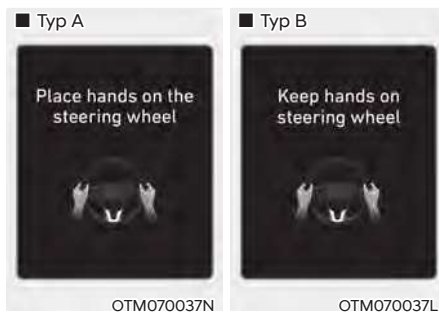 ■ Typ A
Place hands on the
steering wheel
OTM070037N
■ Typ B
Keep hands on
steering wheel
OTM070037L